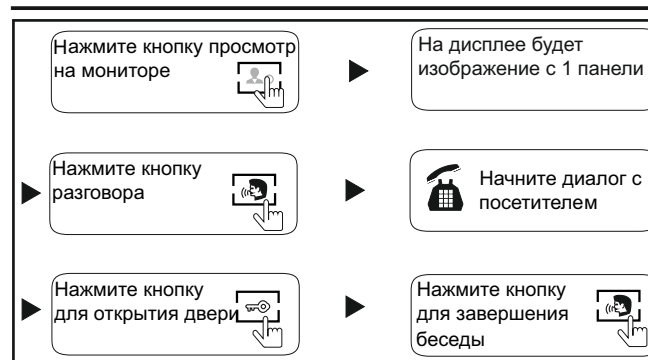 Нажмите кнопку просмотр
на мониторе
На дисплее будет
изображение с 1 панели
Нажмите кнопку
разговора
Начните диалог с
посетителем
Нажмите кнопку
для открытия двери
Нажмите кнопку
для завершения
беседы